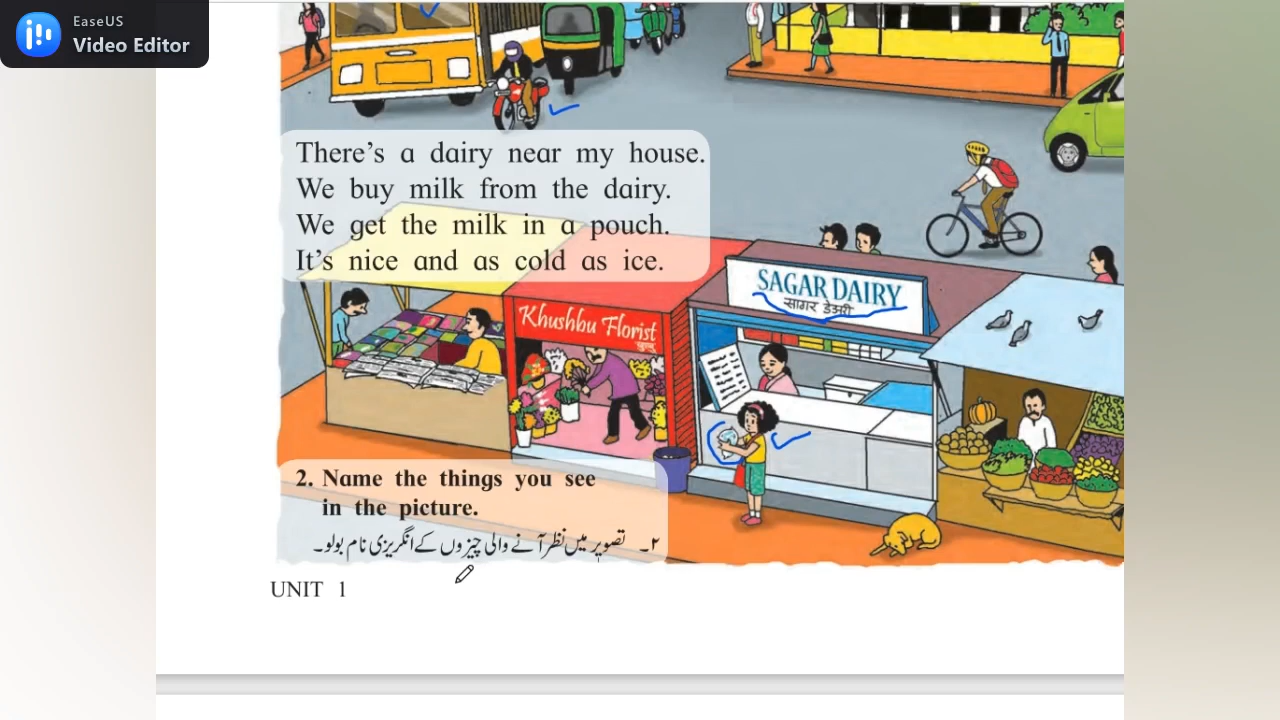 EaseUS
Video Editor
There's a dairy near my house.
We buy milk from the dairy.
We get the milk in a pouch.
It's nice and as cold as ice.
SAGAR DAIRY
सागर डेअरी
Khushbu Florist
2. Name the things you see
in the picture.
۲۔ تصویر میں نظر آنے والی چیزوں کے انگریزی نام بولو۔
UNIT 1